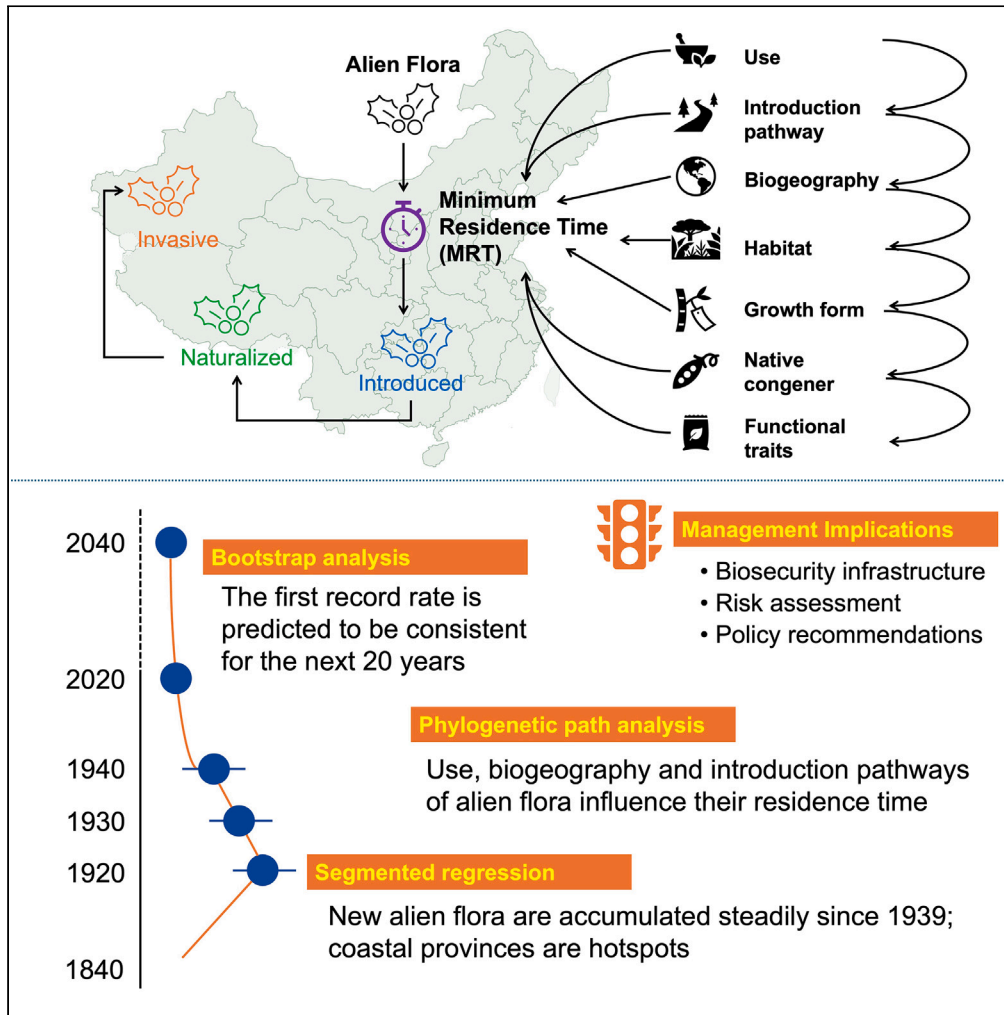 Alien Flora
Minimum
Residence Time
(MRT)
Invasive
Naturalized
Introduced
Use
Introduction
pathway
Biogeography
Habitat
Growth form
Native
congener
Functional
traits
2040
2020
1940
1930
1920
1840
Bootstrap analysis
The first record rate is
predicted to be consistent
for the next 20 years
Management Implications
• Biosecurity infrastructure
• Risk assessment
• Policy recommendations
Phylogenetic path analysis
Use, biogeography and introduction pathways
of alien flora influence their residence time
Segmented regression
New alien flora are accumulated steadily since 1939;
coastal provinces are hotspots